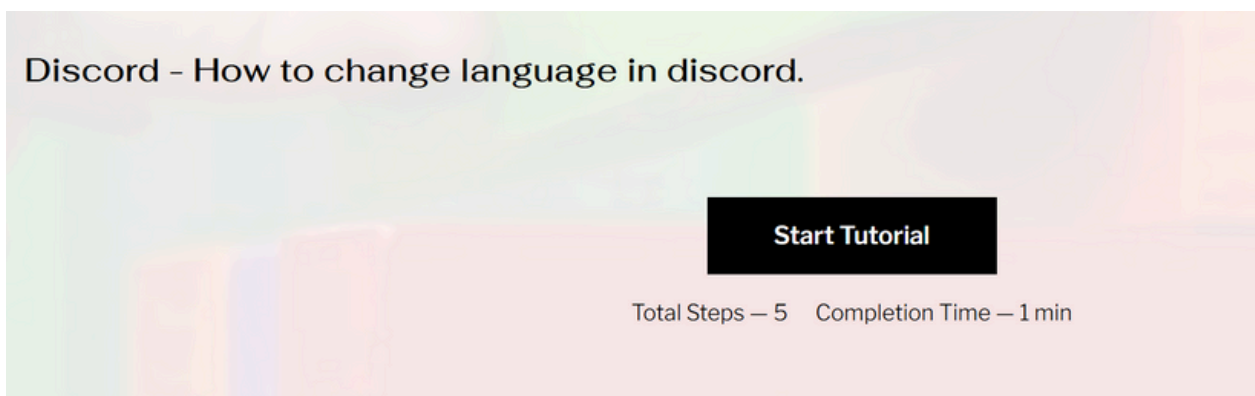 Discord - How to change language in discord.
Start Tutorial
Total Steps — 5 Completion Time — 1 min